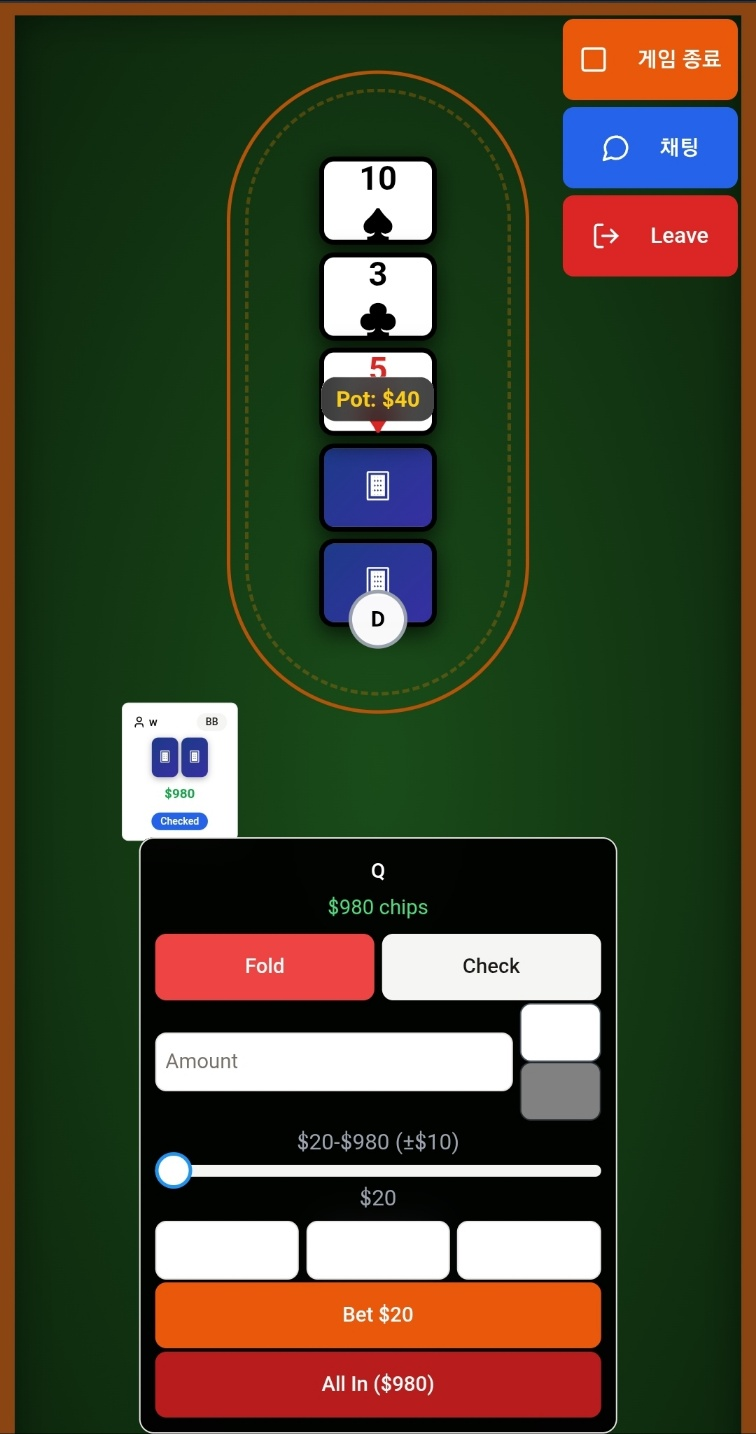 게임 종료
채팅
Leave
10
3
5
Pot: $40
D
w
BB
$980
Checked
Q
$980 chips
Fold
Check
Amount
$20-$980 (±$10)
$20
Bet $20
All In ($980)